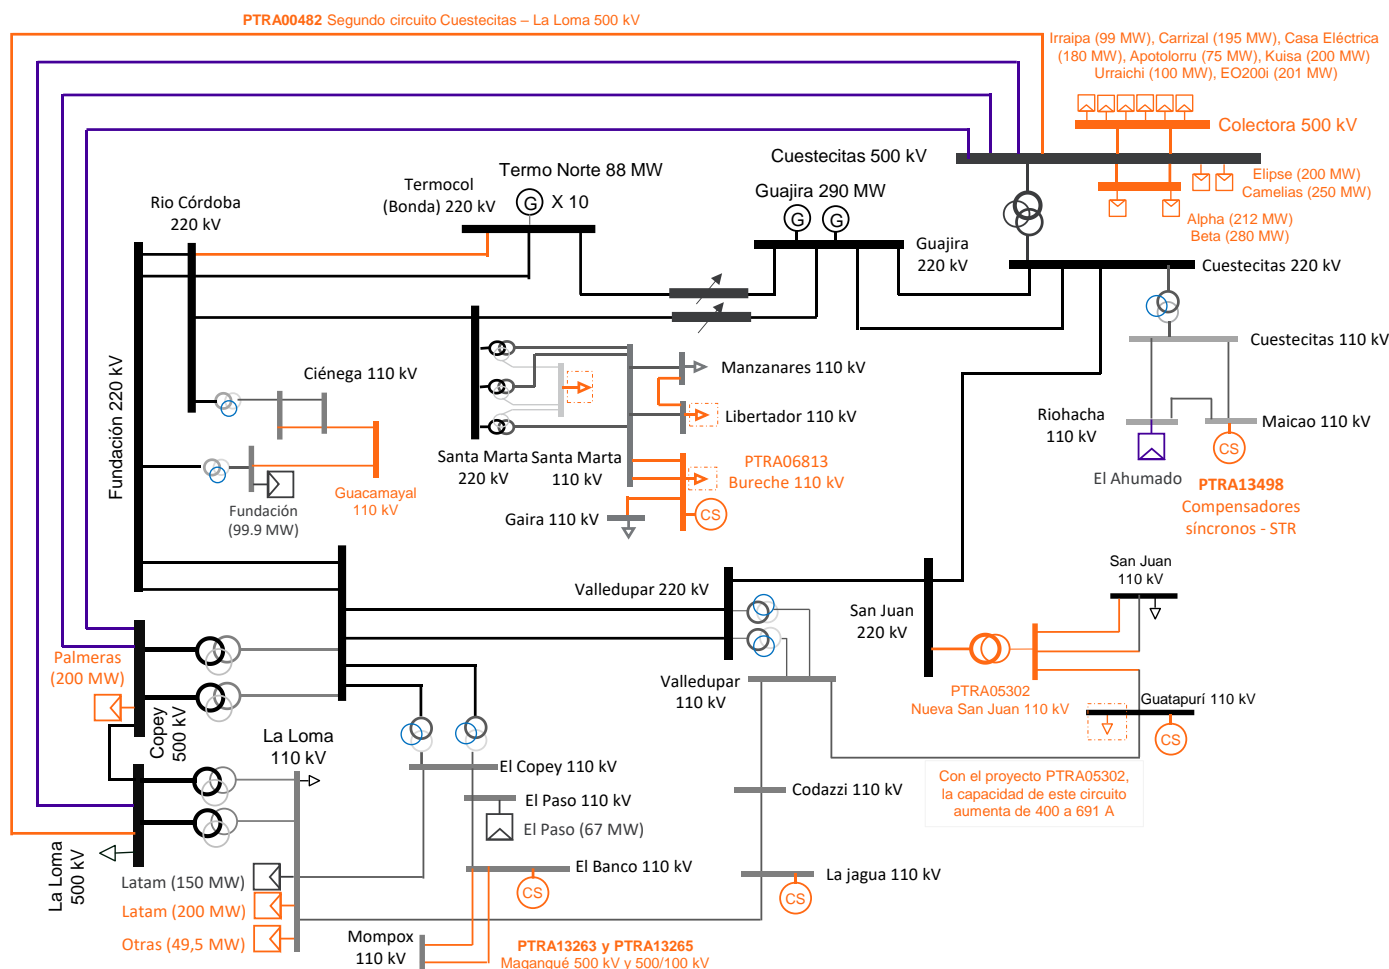 PTRA00482 Segundo circuito Cuestecitas – La Loma 500 kV
Irraipa (99 MW), Carrizal (195 MW), Casa Eléctrica
(180 MW), Apotolorru (75 MW), Kuisa (200 MW)
Urraichi (100 MW), EO200i (201 MW)
Colectora 500 kV
Cuestecitas 500 kV
Elipse (200 MW)
Camelias (250 MW)
Alpha (212 MW)
Beta (280 MW)
Termo Norte 88 MW
G
X 10
Termocol
(Bonda) 220 kV
Rio Córdoba
220 kV
Guajira 290 MW
G
G
Guajira
220 kV
Cuestecitas 220 kV
Cuestecitas 110 kV
Riohacha
110 kV
Maicao 110 kV
CS
El Ahumado
PTRA13498
Compensadores
síncronos - STR
Fundación 220 kV
Ciénega 110 kV
Guacamayal
110 kV
Fundación
(99.9 MW)
Manzanares 110 kV
Libertador 110 kV
Santa Marta
220 kV
Santa Marta
110 kV
PTRA06813
Bureche 110 kV
CS
Gaira 110 kV
Valledupar 220 kV
San Juan
220 kV
San Juan
110 kV
PTRA05302
Nueva San Juan 110 kV
Guatapurí 110 kV
CS
Con el proyecto PTRA05302,
la capacidad de este circuito
aumenta de 400 a 691 A
Valledupar
110 kV
Palmeras
(200 MW)
Copey
500 kV
La Loma
110 kV
El Copey 110 kV
El Paso 110 kV
El Paso (67 MW)
El Banco 110 kV
CS
Codazzi 110 kV
La jagua 110 kV
CS
La Loma
500 kV
Latam (150 MW)
Latam (200 MW)
Otras (49,5 MW)
Mompox
110 kV
PTRA13263 y PTRA13265
Magangué 500 kV y 500/100 kV